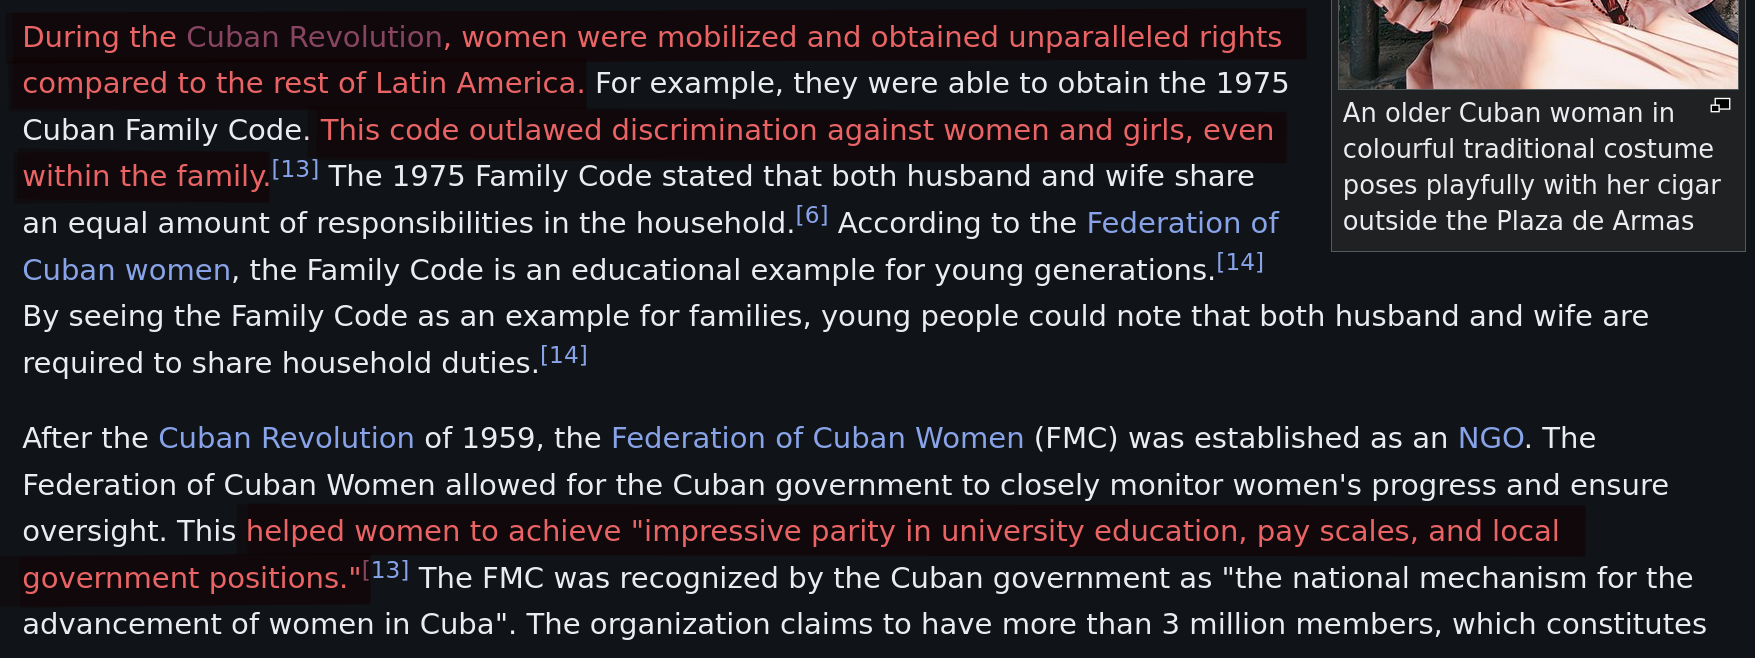 During the Cuban Revolution, women were mobilized and obtained unparalleled rights
compared to the rest of Latin America. For example, they were able to obtain the 1975
Cuban Family Code. This code outlawed discrimination against women and girls, even
within the family.[13] The 1975 Family Code stated that both husband and wife share
an equal amount of responsibilities in the household.[6] According to the Federation of
Cuban women, the Family Code is an educational example for young generations.[14]
By seeing the Family Code as an example for families, young people could note that both husband and wife are
required to share household duties.[14]
After the Cuban Revolution of 1959, the Federation of Cuban Women (FMC) was established as an NGO. The
Federation of Cuban Women allowed for the Cuban government to closely monitor women's progress and ensure
oversight. This helped women to achieve "impressive parity in university education, pay scales, and local
government positions."[13] The FMC was recognized by the Cuban government as "the national mechanism for the
advancement of women in Cuba". The organization claims to have more than 3 million members, which constitutes
An older Cuban woman in
colourful traditional costume
poses playfully with her cigar
outside the Plaza de Armas